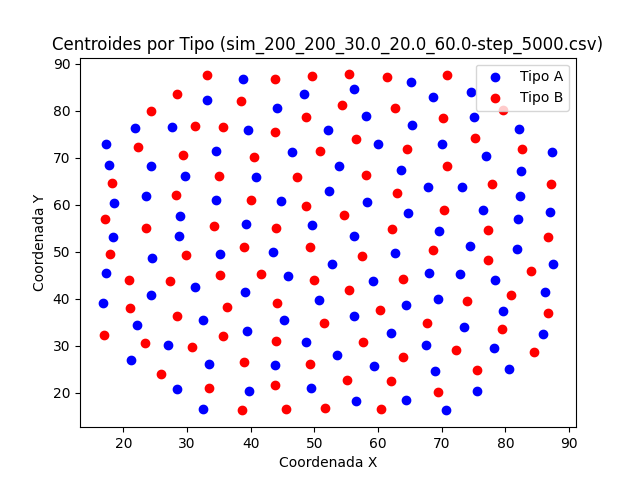 Centroides por Tipo (sim_200_200_30.0_20.0_60.0-step_5000.csv)
Tipo A
Tipo B
90
80
70
60
50
40
30
20
Coordenada Y
20 30 40 50 60 70 80 90
Coordenada X